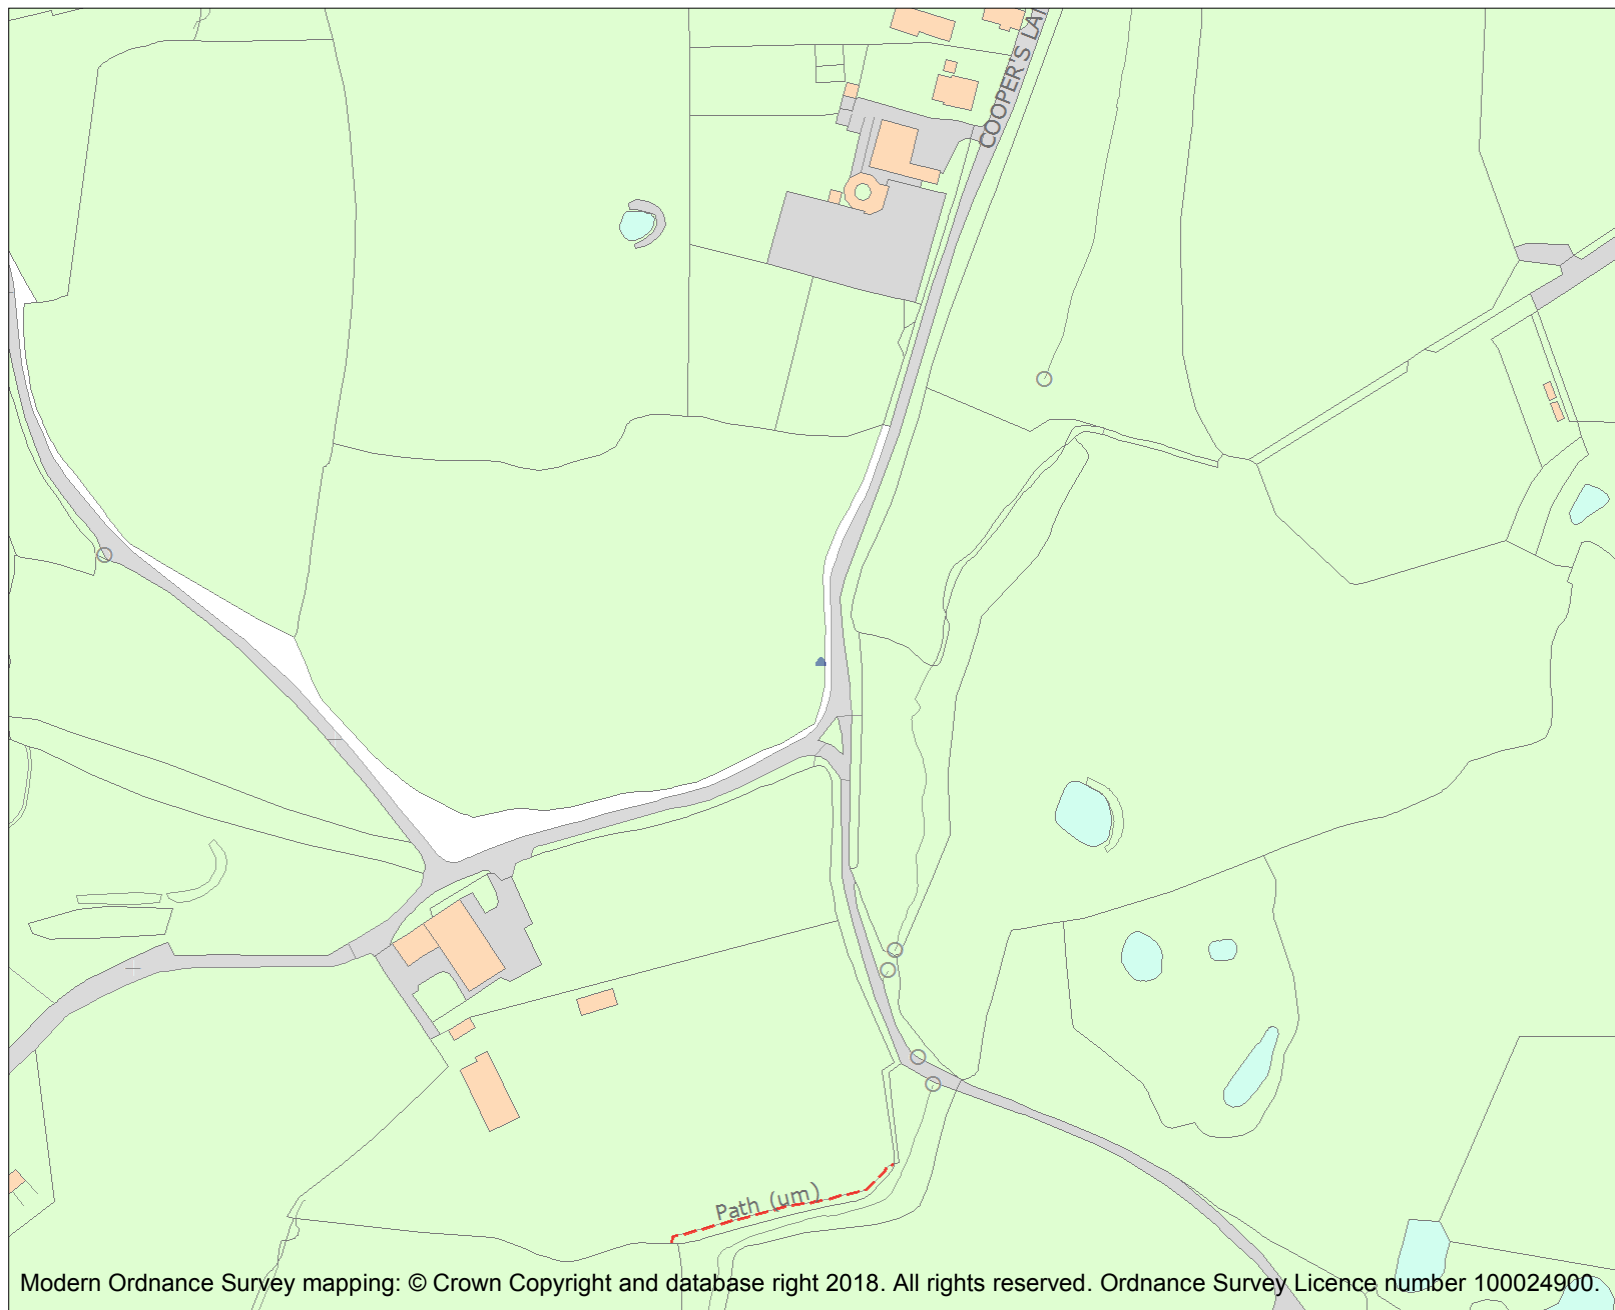 COOPER'S LA
Path (um)
Modern Ordnance Survey mapping: © Crown Copyright and database right 2018. All rights reserved. Ordnance Survey Licence number 100024900.